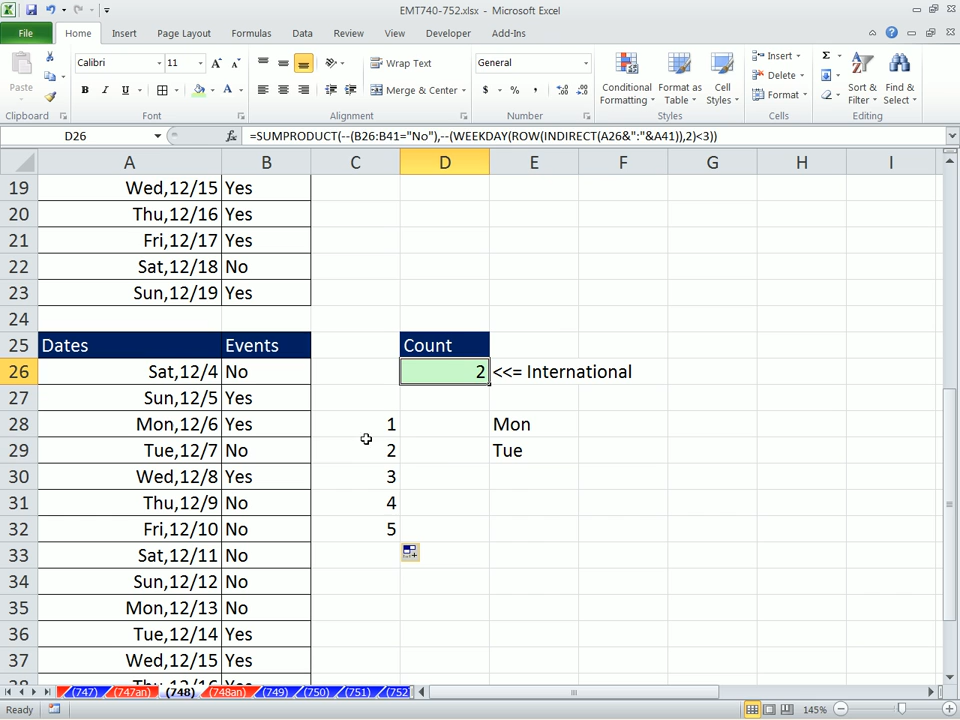 EMT740-752.xlsx - Microsoft Excel
File Home Insert Page Layout Formulas Data Review View Developer Add-Ins
Paste
Calibri 11
Wrap Text
General
Conditional Formatting
Format as Table
Cell Styles
Insert
Delete
Format
Sort & Filter
Find & Select
B I U
Merge & Center
$ % ,
Clipboard Font Alignment Number Styles Cells Editing
D26 fx =SUMPRODUCT(--(B26:B41="No"),--(WEEKDAY(ROW(INDIRECT(A26&":"&A41)),2)<3))
A B C D E F G H I
19 Wed,12/15 Yes
20 Thu,12/16 Yes
21 Fri,12/17 Yes
22 Sat,12/18 No
23 Sun,12/19 Yes
24
25 Dates Events Count
26 Sat,12/4 No 2 <<= International
27 Sun,12/5 Yes
28 Mon,12/6 Yes 1 Mon
29 Tue,12/7 No 2 Tue
30 Wed,12/8 Yes 3
31 Thu,12/9 No 4
32 Fri,12/10 No 5
33 Sat,12/11 No
34 Sun,12/12 No
35 Mon,12/13 No
36 Tue,12/14 Yes
37 Wed,12/15 Yes
38 Thu,12/16 Yes
(747) (747an) (748) (748an) (749) (750) (751) (752
Ready 145%